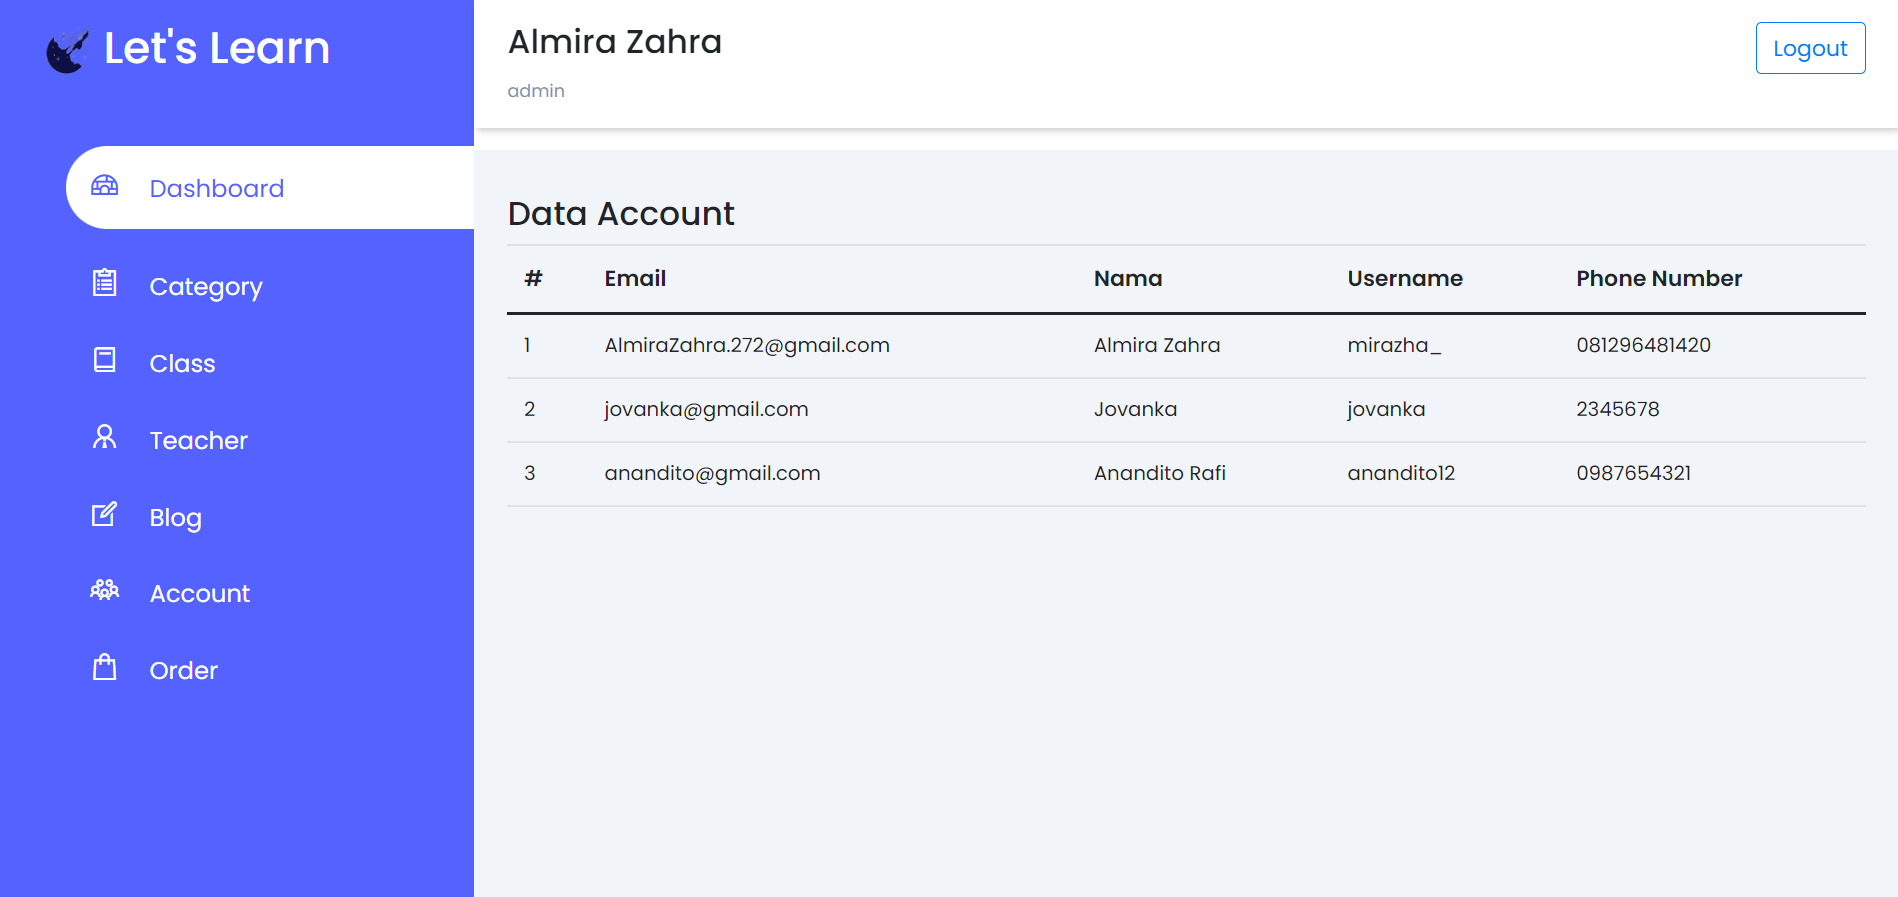 Let's Learn
Dashboard
Category
Class
Teacher
Blog
Account
Order
Almira Zahra
admin
Logout
Data Account
# Email Nama Username Phone Number
1 AlmiraZahra.272@gmail.com Almira Zahra mirazha_ 081296481420
2 jovanka@gmail.com Jovanka jovanka 2345678
3 anandito@gmail.com Anandito Rafi anandito12 0987654321